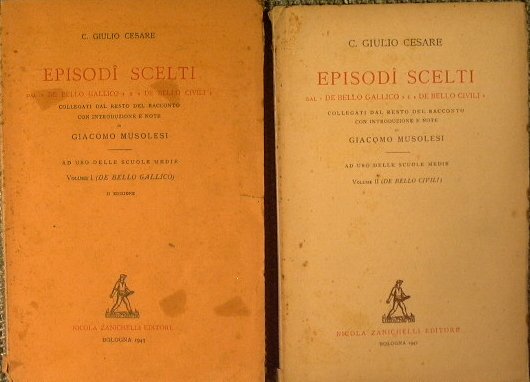 C. GIULIO CESARE
EPISODÎ SCELTI
DAL « DE BELLO GALLICO » E « DE BELLO CIVILI »
COLLEGATI DAL RESTO DEL RACCONTO
CON INTRODUZIONE E NOTE
DI
GIACOMO MUSOLESI
AD USO DELLE SCUOLE MEDIE
VOLUME I (DE BELLO GALLICO)
II EDIZIONE
NICOLA ZANICHELLI EDITORE
BOLOGNA 1943
C. GIULIO CESARE
EPISODÎ SCELTI
DAL « DE BELLO GALLICO » E « DE BELLO CIVILI »
COLLEGATI DAL RESTO DEL RACCONTO
CON INTRODUZIONE E NOTE
DI
GIACOMO MUSOLESI
AD USO DELLE SCUOLE MEDIE
VOLUME II (DE BELLO CIVILI)
NICOLA ZANICHELLI EDITORE
BOLOGNA